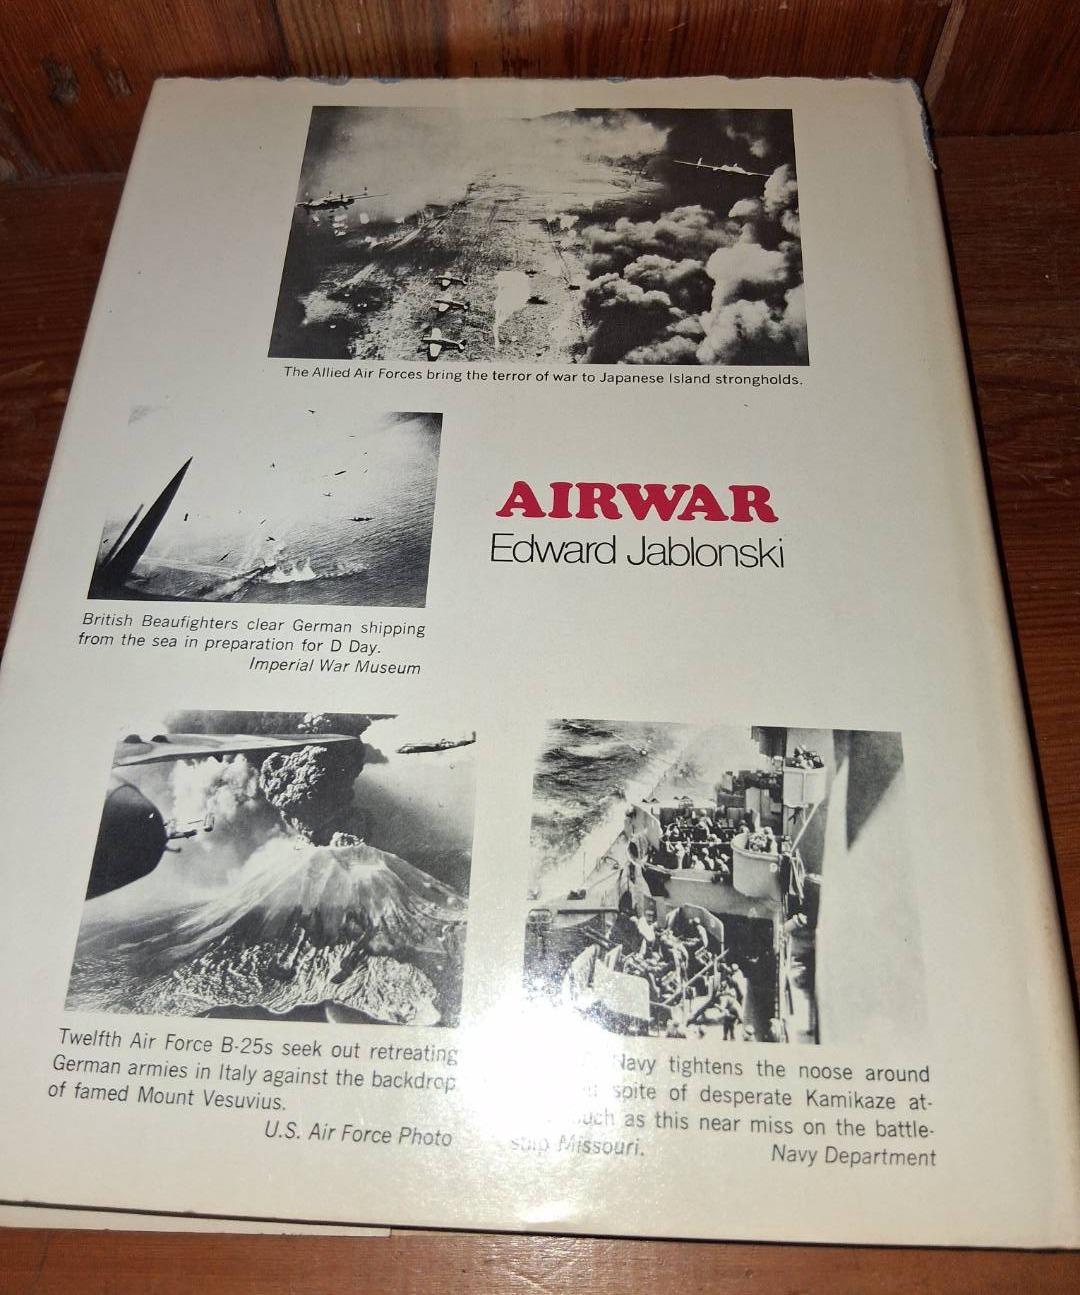 The Allied Air Forces bring the terror of war to Japanese Island strongholds.
AIRWAR
Edward Jablonski
British Beaufighters clear German shipping
from the sea in preparation for D Day.
Imperial War Museum
Twelfth Air Force B-25s seek out retreating
German armies in Italy against the backdrop
of famed Mount Vesuvius.
U.S. Air Force Photo
Navy tightens the noose around
spite of desperate Kamikaze at-
such as this near miss on the battle-
ship Missouri.
Navy Department